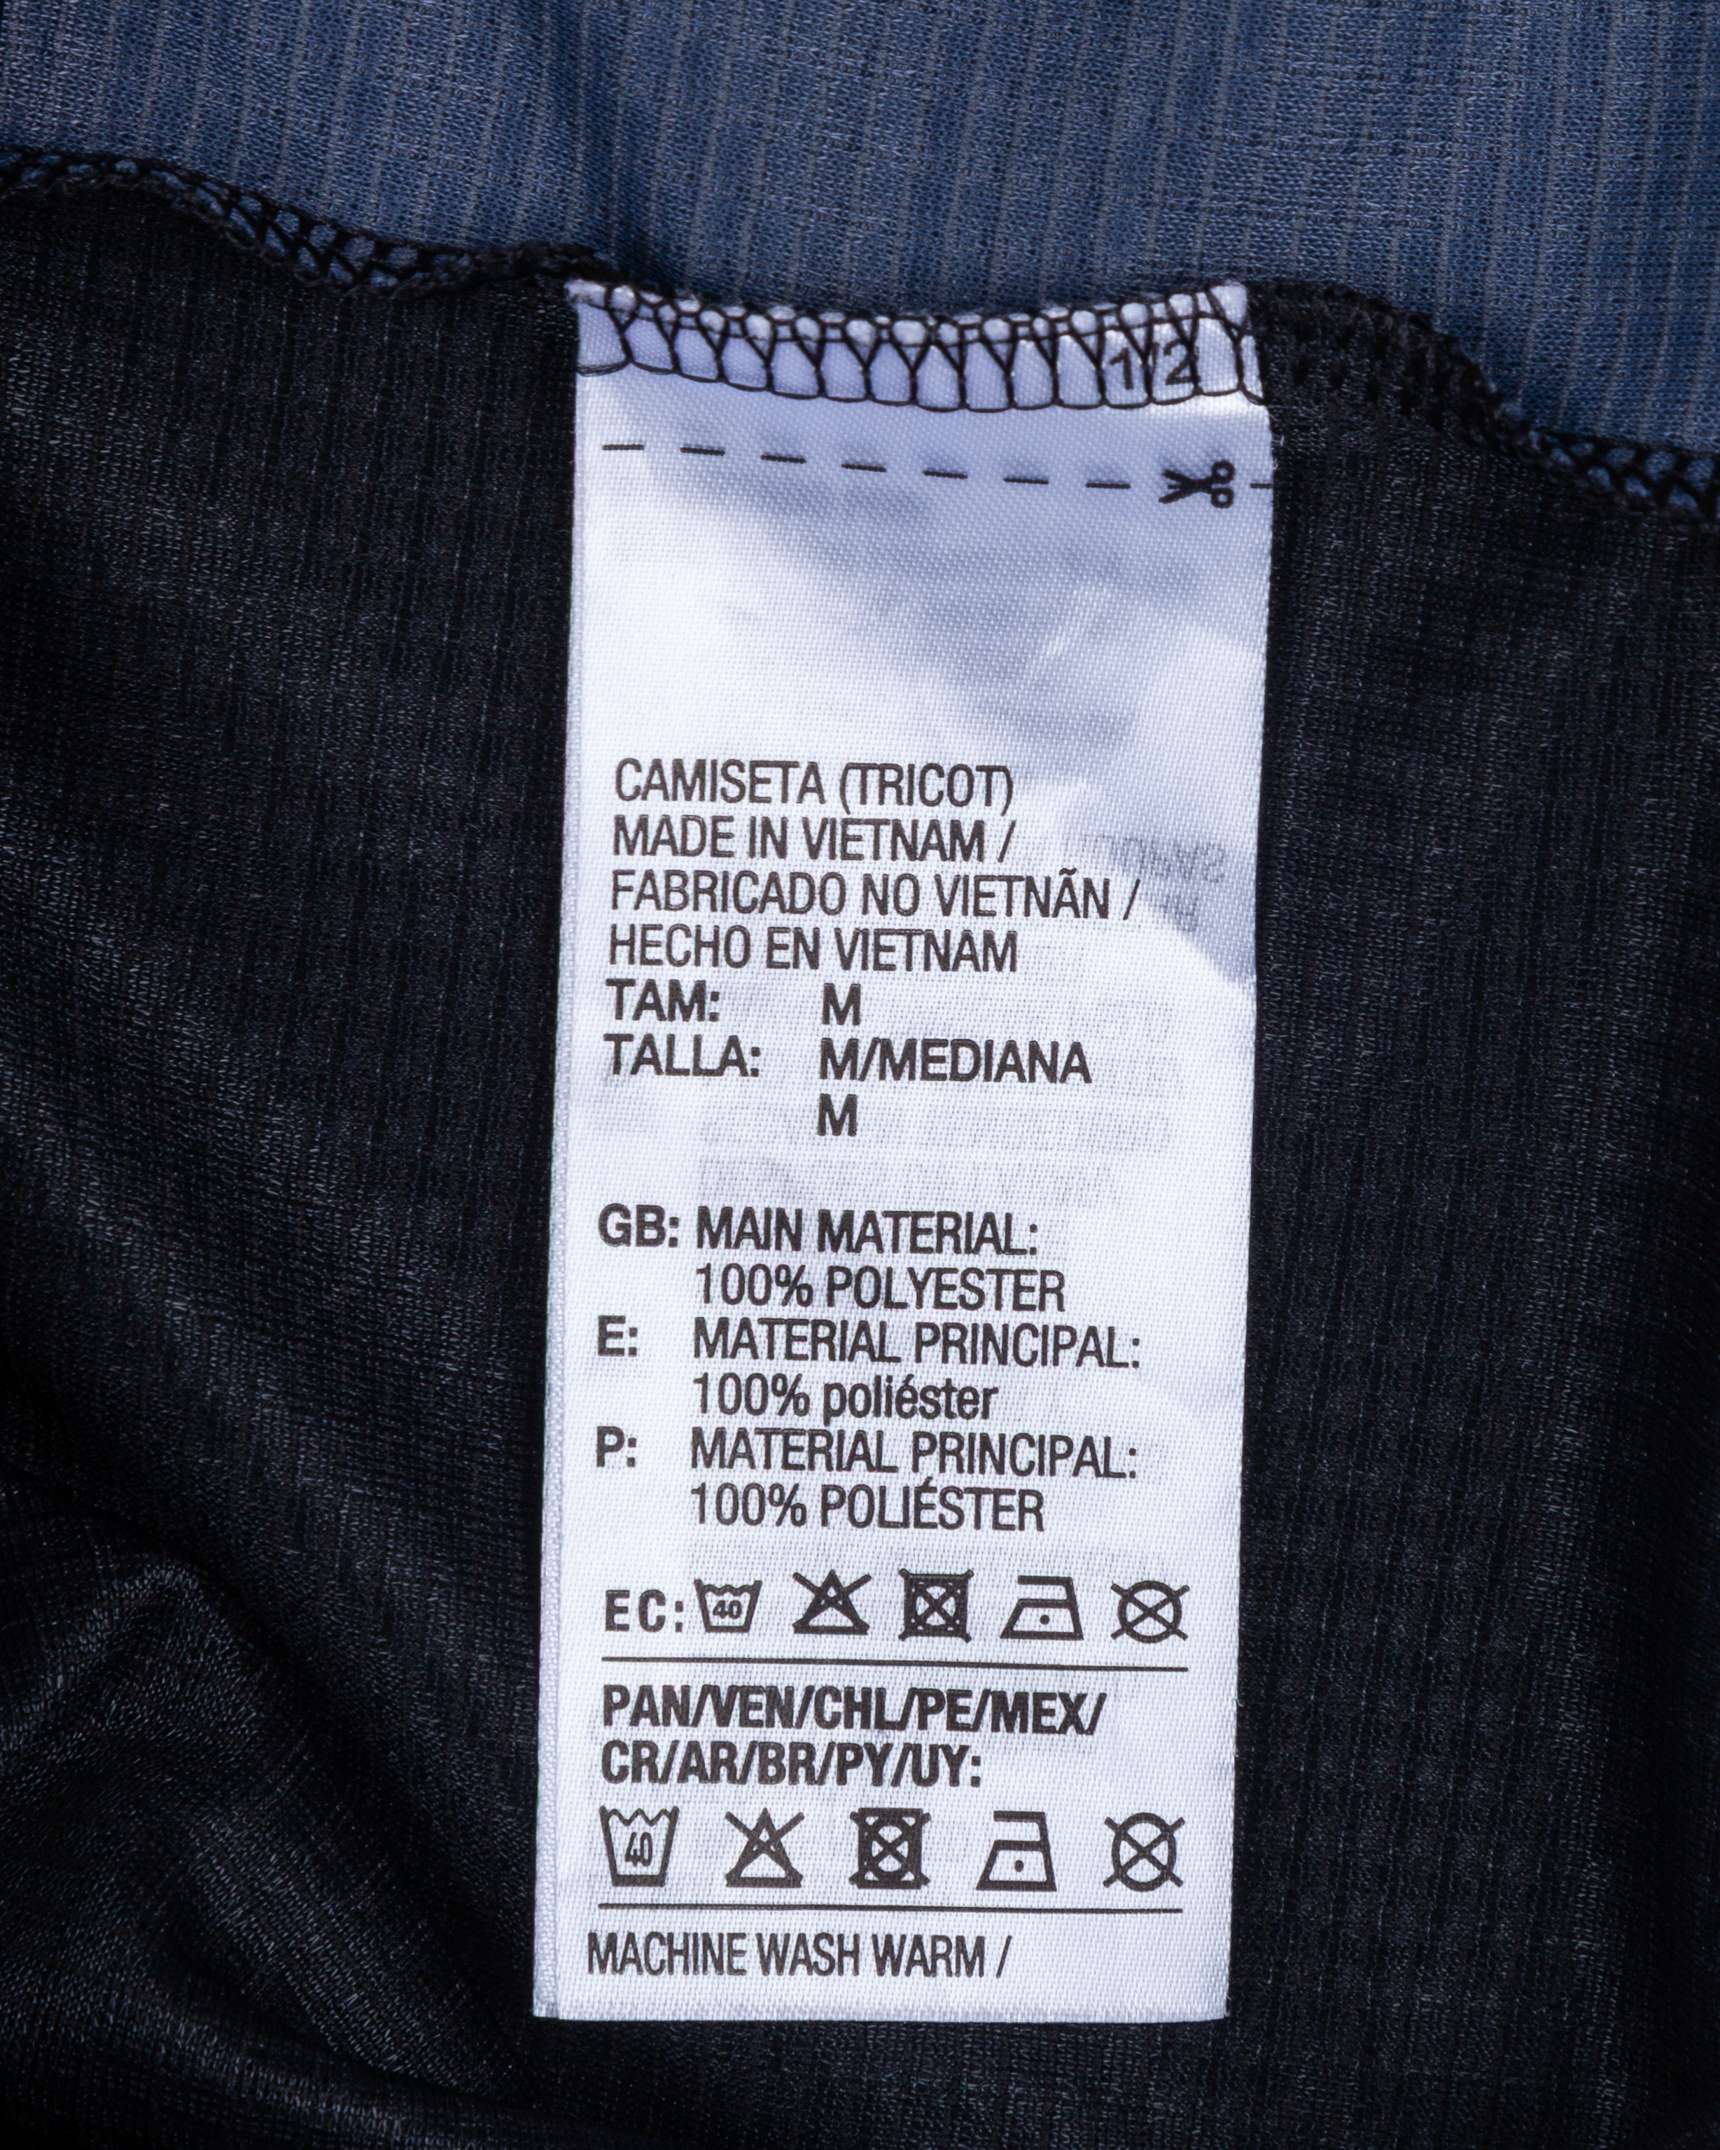 1/2
CAMISETA (TRICOT)
MADE IN VIETNAM /
FABRICADO NO VIETNÃN /
HECHO EN VIETNAM
TAM: M
TALLA: M/MEDIANA
M
GB: MAIN MATERIAL:
100% POLYESTER
E: MATERIAL PRINCIPAL:
100% poliéster
P: MATERIAL PRINCIPAL:
100% POLIÉSTER
EC: 40
PAN/VEN/CHL/PE/MEX/
CR/AR/BR/PY/UY:
40
MACHINE WASH WARM /